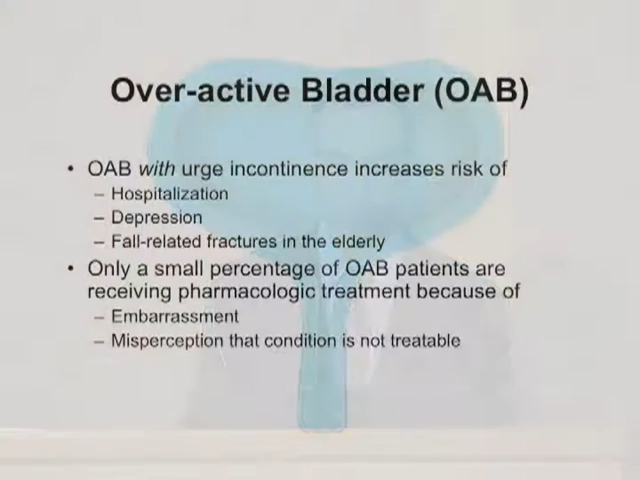 Over-active Bladder (OAB)
• OAB with urge incontinence increases risk of
– Hospitalization
– Depression
– Fall-related fractures in the elderly
• Only a small percentage of OAB patients are
receiving pharmacologic treatment because of
– Embarrassment
– Misperception that condition is not treatable